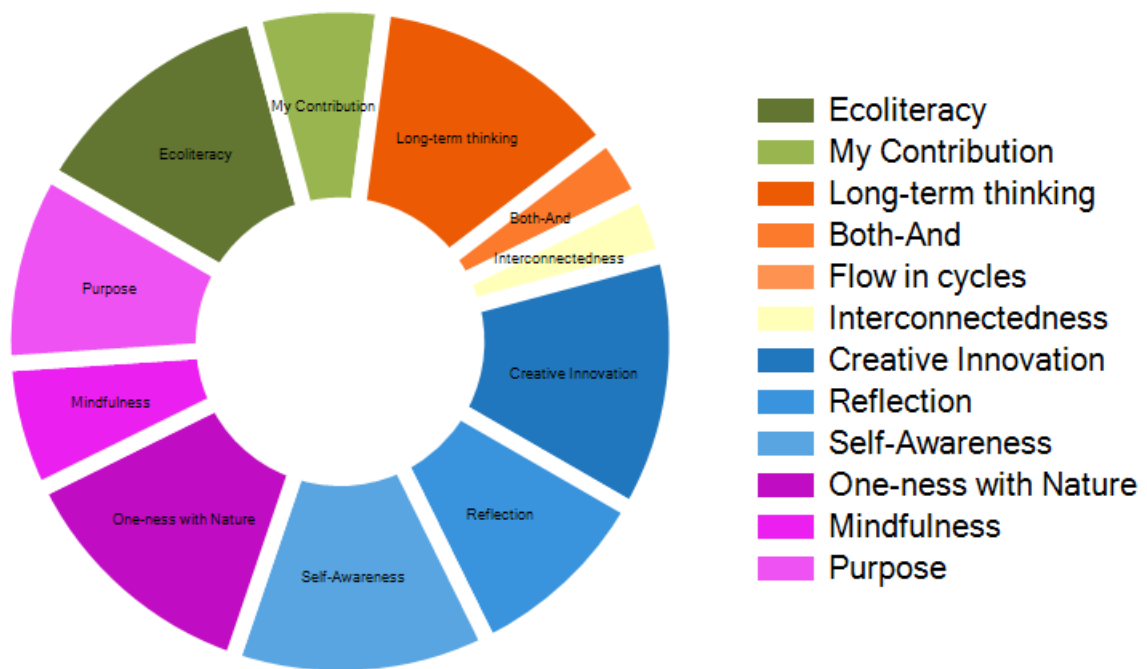 My Contribution
Long-term thinking
Ecoliteracy
Both-And
Interconnectedness
Purpose
Creative Innovation
Mindfulness
One-ness with Nature
Reflection
Self-Awareness
Ecoliteracy
My Contribution
Long-term thinking
Both-And
Flow in cycles
Interconnectedness
Creative Innovation
Reflection
Self-Awareness
One-ness with Nature
Mindfulness
Purpose